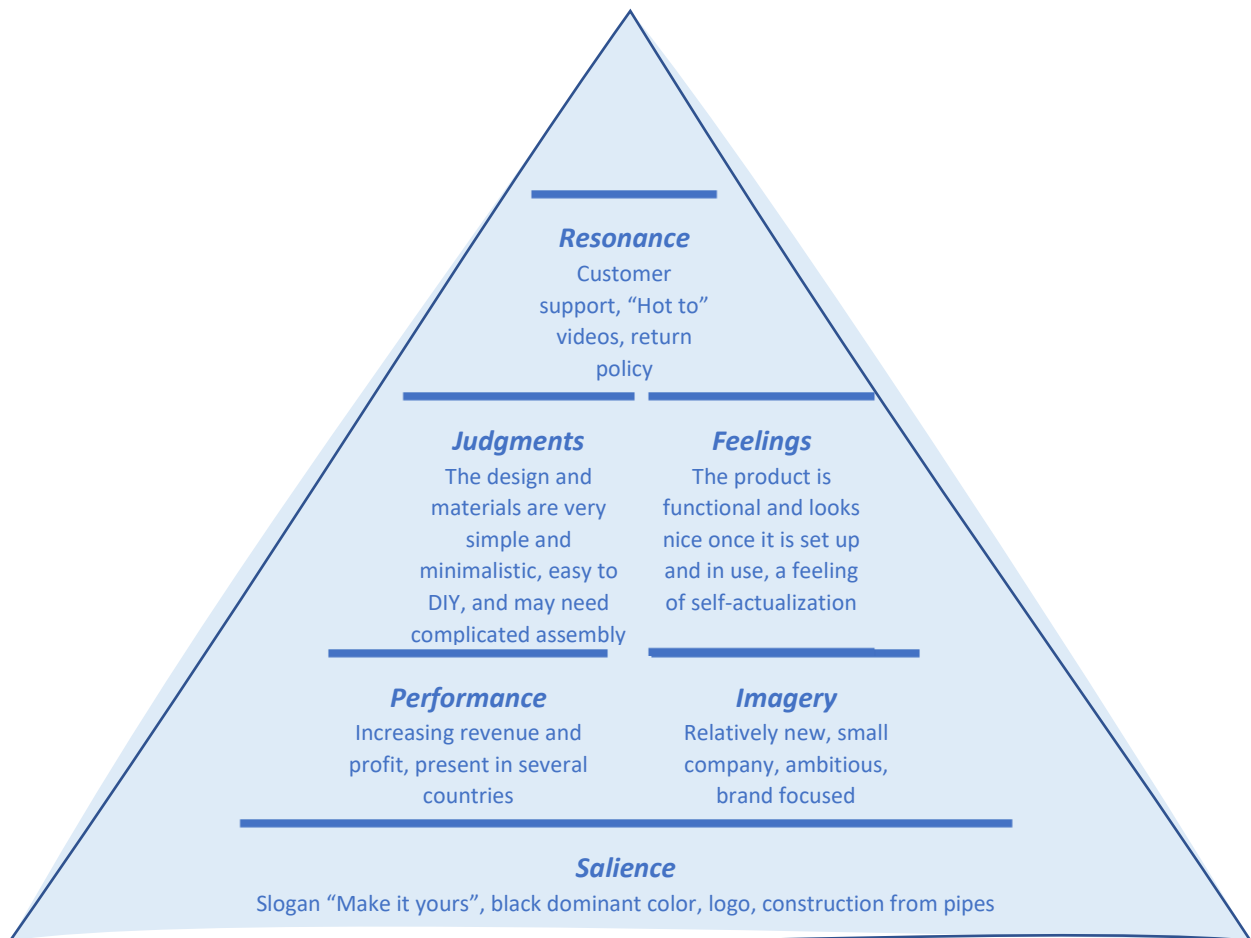 Resonance
Customer
support, “Hot to”
videos, return
policy
Judgments
The design and
materials are very
simple and
minimalistic, easy to
DIY, and may need
complicated assembly
Feelings
The product is
functional and looks
nice once it is set up
and in use, a feeling
of self-actualization
Performance
Increasing revenue and
profit, present in several
countries
Imagery
Relatively new, small
company, ambitious,
brand focused
Salience
Slogan “Make it yours”, black dominant color, logo, construction from pipes